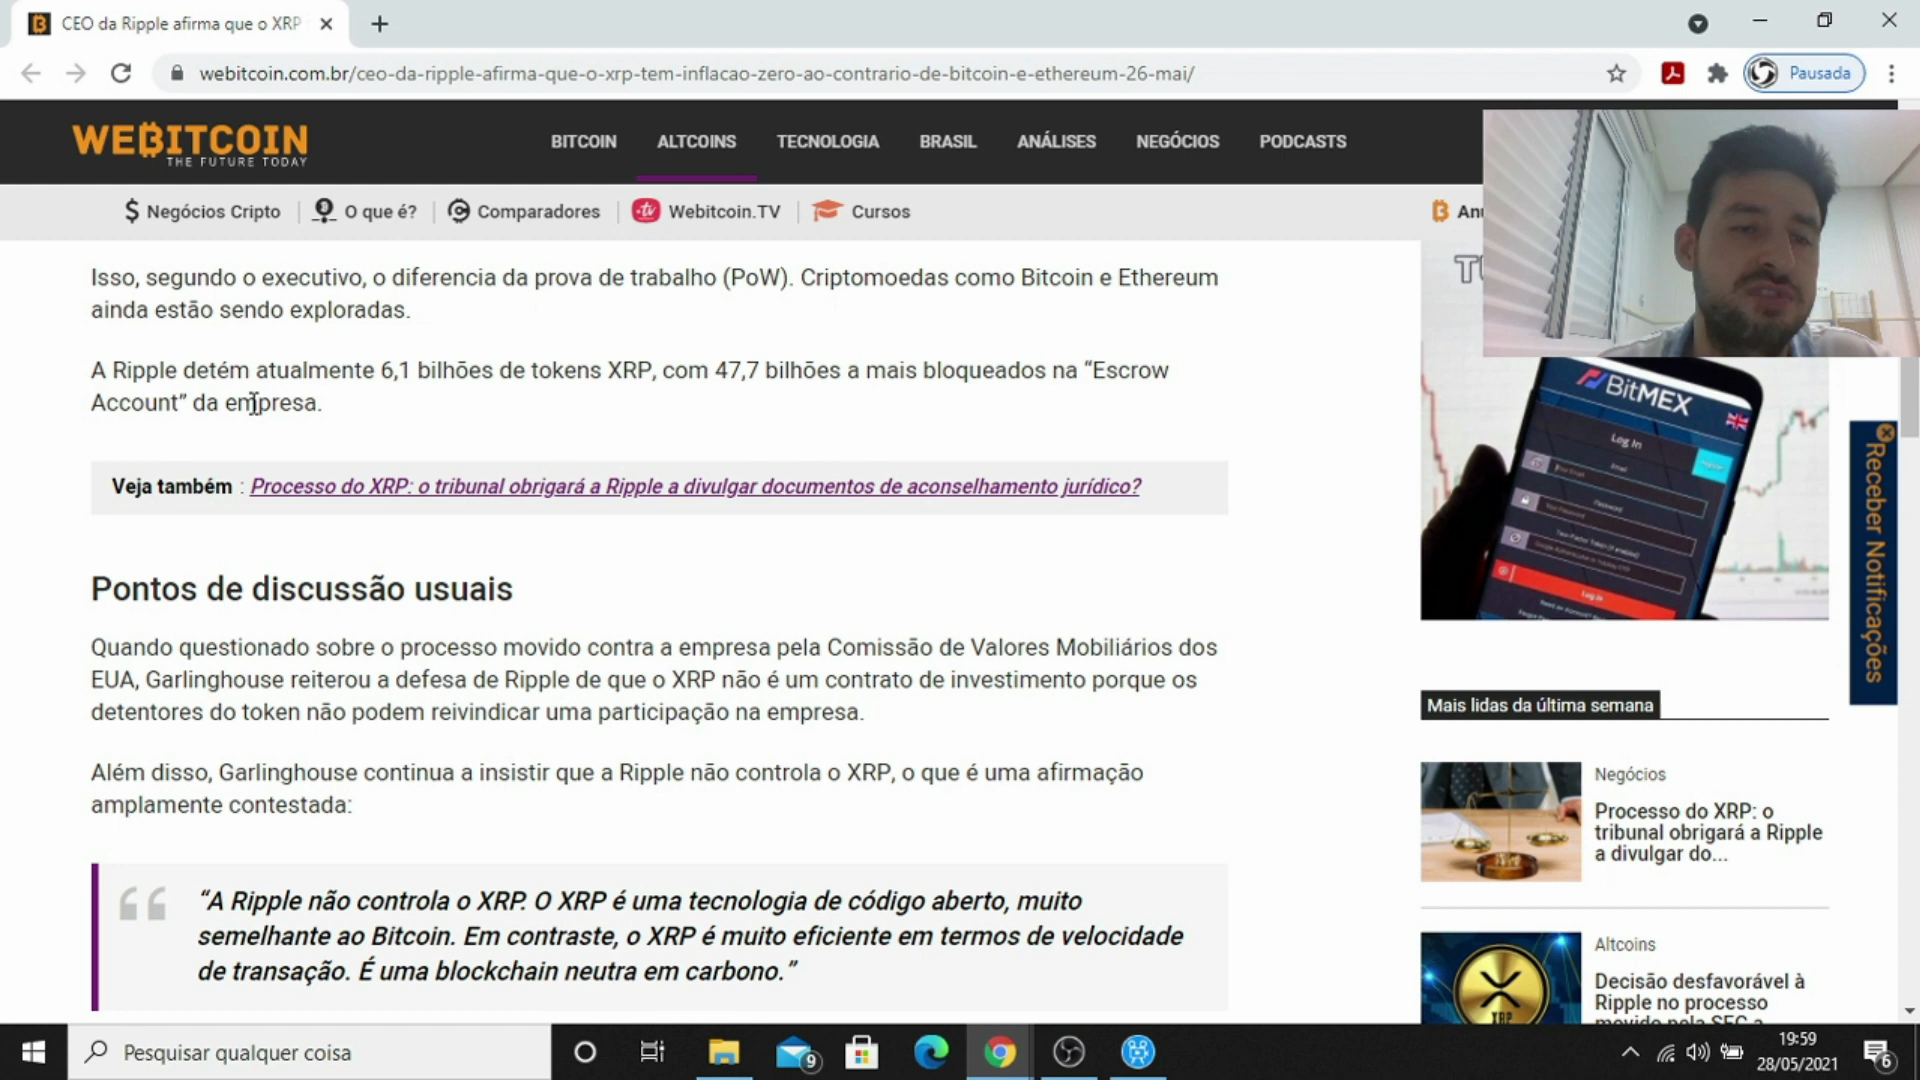 CEO da Ripple afirma que o XRP
webitcoin.com.br/ceo-da-ripple-afirma-que-o-xrp-tem-inflacao-zero-ao-contrario-de-bitcoin-e-ethereum-26-mai/
Pausada
WEBITCOIN
THE FUTURE TODAY
BITCOIN ALTCOINS TECNOLOGIA BRASIL ANÁLISES NEGÓCIOS PODCASTS
Negócios Cripto O que é? Comparadores Webitcoin.TV Cursos
Isso, segundo o executivo, o diferencia da prova de trabalho (PoW). Criptomoedas como Bitcoin e Ethereum
ainda estão sendo exploradas.
A Ripple detém atualmente 6,1 bilhões de tokens XRP, com 47,7 bilhões a mais bloqueados na “Escrow
Account” da empresa.
Veja também : Processo do XRP: o tribunal obrigará a Ripple a divulgar documentos de aconselhamento jurídico?
Pontos de discussão usuais
Quando questionado sobre o processo movido contra a empresa pela Comissão de Valores Mobiliários dos
EUA, Garlinghouse reiterou a defesa de Ripple de que o XRP não é um contrato de investimento porque os
detentores do token não podem reivindicar uma participação na empresa.
Além disso, Garlinghouse continua a insistir que a Ripple não controla o XRP, o que é uma afirmação
amplamente contestada:
“A Ripple não controla o XRP. O XRP é uma tecnologia de código aberto, muito
semelhante ao Bitcoin. Em contraste, o XRP é muito eficiente em termos de velocidade
de transação. É uma blockchain neutra em carbono.”
BitMEX
Log In
Email
Password
Log In
Receber Notificações
Mais lidas da última semana
Negócios
Processo do XRP: o
tribunal obrigará a Ripple
a divulgar do...
Altcoins
Decisão desfavorável à
Ripple no processo
movido pela SEC a
XRP
Pesquisar qualquer coisa
9
19:59
28/05/2021
6